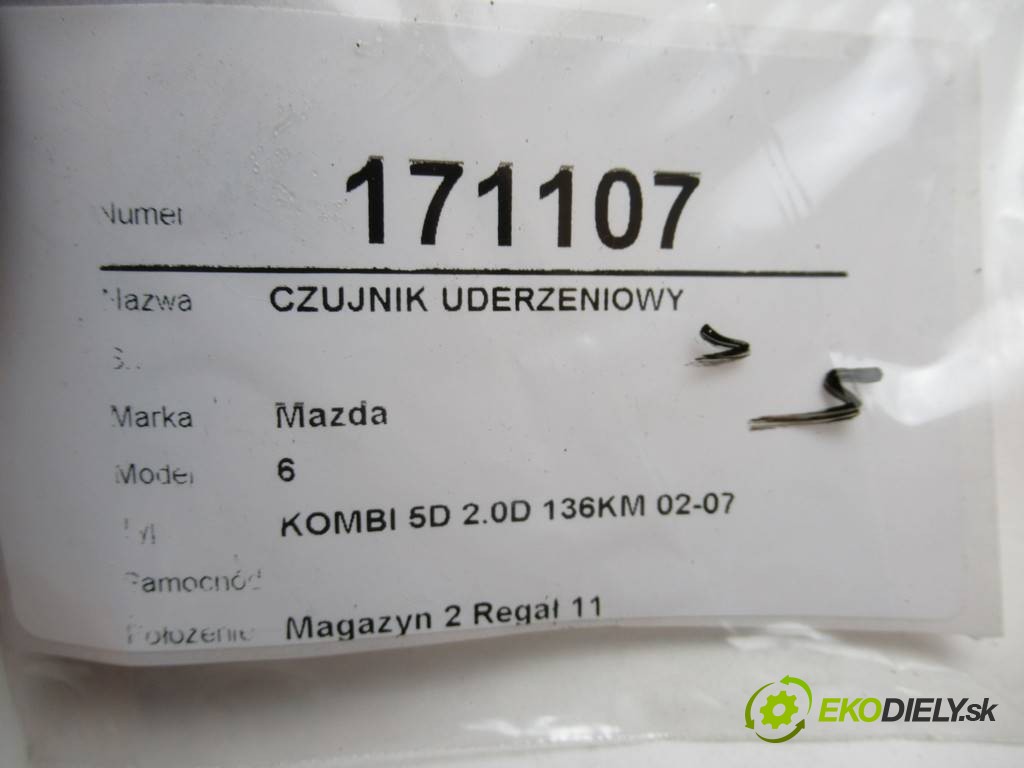 Numer 171107
Nazwa CZUJNIK UDERZENIOWY
Marka Mazda
Model 6
Typ KOMBI 5D 2.0D 136KM 02-07
Samochód
Położenie Magazyn 2 Regał 11
EKODIELY.sk